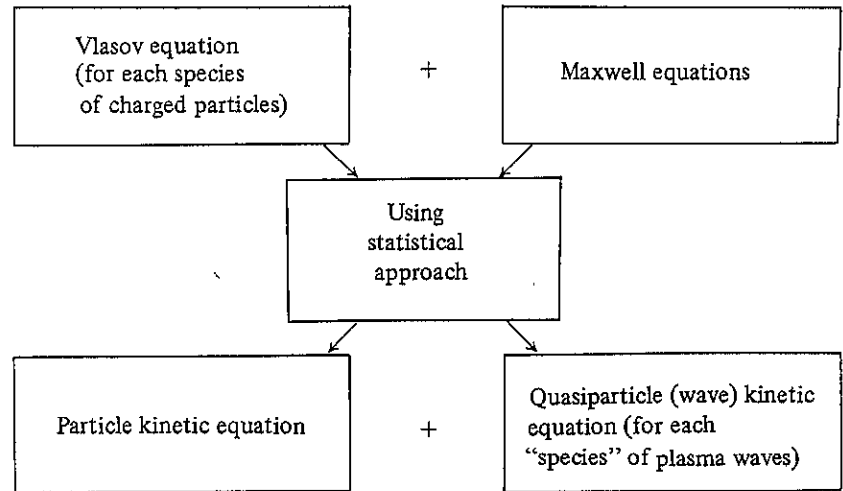 Vlasov equation
(for each species
of charged particles)
+
Maxwell equations
Using
statistical
approach
Particle kinetic equation
+
Quasiparticle (wave) kinetic
equation (for each
“species” of plasma waves)